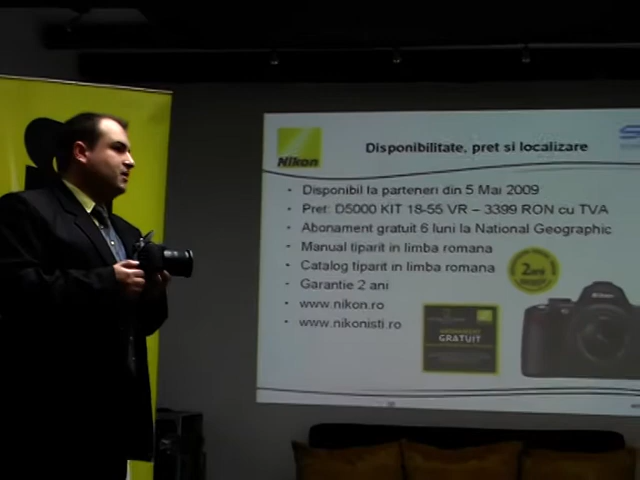 Nikon
Disponibilitate, pret si localizare
Disponibil la parteneri din 5 Mai 2009
Pret: D5000 KIT 18-55 VR – 3399 RON cu TVA
Abonament gratuit 6 luni la National Geographic
Manual tiparit in limba romana
Catalog tiparit in limba romana
Garantie 2 ani
www.nikon.ro
www.nikonisti.ro
2ani
GRATUIT
Nikon